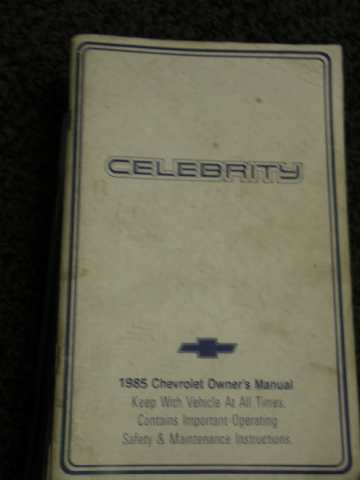 CELEBRITY
1985 Chevrolet Owner's Manual
Keep With Vehicle At All Times.
Contains Important Operating
Safety & Maintenance Instructions.